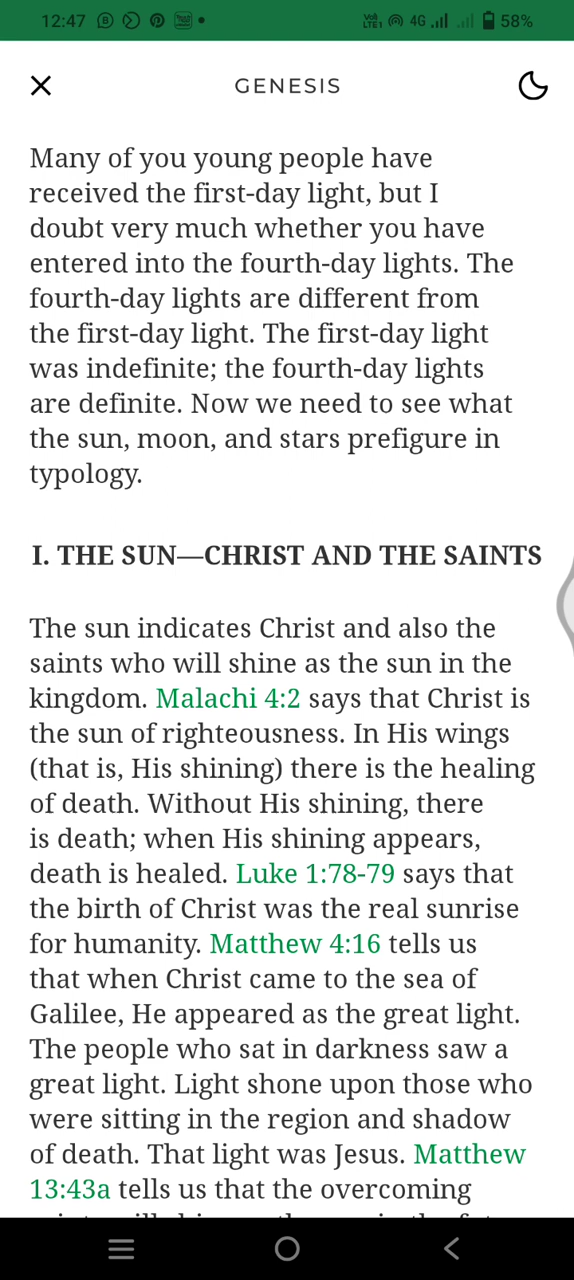 12:47
4G
58%
GENESIS
Many of you young people have
received the first-day light, but I
doubt very much whether you have
entered into the fourth-day lights. The
fourth-day lights are different from
the first-day light. The first-day light
was indefinite; the fourth-day lights
are definite. Now we need to see what
the sun, moon, and stars prefigure in
typology.
I. THE SUN—CHRIST AND THE SAINTS
The sun indicates Christ and also the
saints who will shine as the sun in the
kingdom. Malachi 4:2 says that Christ is
the sun of righteousness. In His wings
(that is, His shining) there is the healing
of death. Without His shining, there
is death; when His shining appears,
death is healed. Luke 1:78-79 says that
the birth of Christ was the real sunrise
for humanity. Matthew 4:16 tells us
that when Christ came to the sea of
Galilee, He appeared as the great light.
The people who sat in darkness saw a
great light. Light shone upon those who
were sitting in the region and shadow
of death. That light was Jesus. Matthew
13:43a tells us that the overcoming